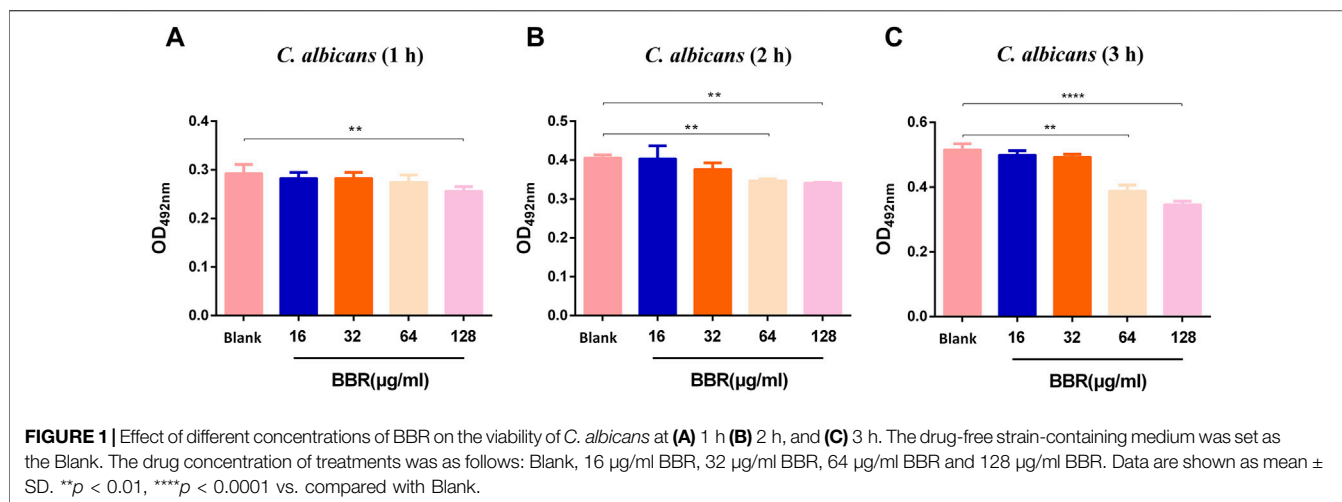 A
C. albicans (1 h)
**
0.4
0.3
0.2
0.1
0.0
OD492nm
Blank 16 32 64 128
BBR(µg/ml)
B
C. albicans (2 h)
**
**
0.5
0.4
0.3
0.2
0.1
0.0
OD492nm
Blank 16 32 64 128
BBR(µg/ml)
C
C. albicans (3 h)
****
**
0.6
0.4
0.2
0.0
OD492nm
Blank 16 32 64 128
BBR(µg/ml)
FIGURE 1 | Effect of different concentrations of BBR on the viability of C. albicans at (A) 1 h (B) 2 h, and (C) 3 h. The drug-free strain-containing medium was set as
the Blank. The drug concentration of treatments was as follows: Blank, 16 µg/ml BBR, 32 µg/ml BBR, 64 µg/ml BBR and 128 µg/ml BBR. Data are shown as mean ±
SD. **p < 0.01, ****p < 0.0001 vs. compared with Blank.